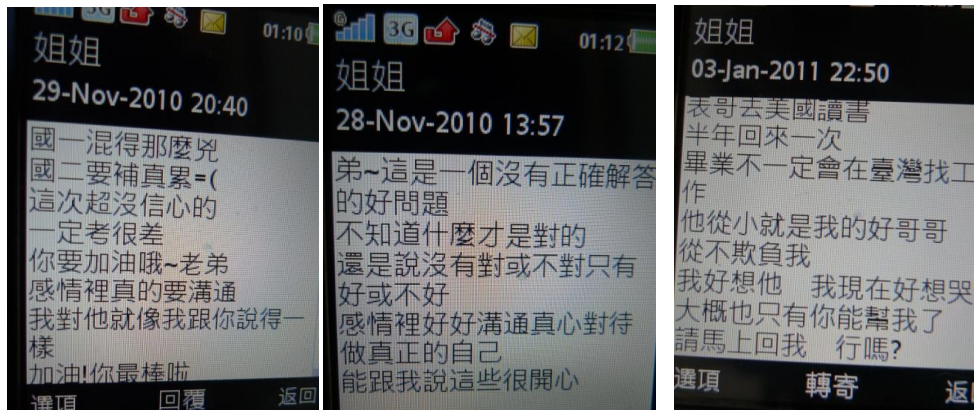 3G
01:10
姐姐
29-Nov-2010 20:40
國一混得那麼兇
國二要補真累=(
這次超沒信心的
一定考很差
你要加油哦~老弟
感情裡真的要溝通
我對他就像我跟你說得一
樣
加油!你最棒啦
選項 回覆 返回
3G
01:12
姐姐
28-Nov-2010 13:57
弟~這是一個沒有正確解答
的好問題
不知道什麼才是對的
還是說沒有對或不對只有
好或不好
感情裡好好溝通真心對待
做真正的自己
能跟我說這些很開心
姐姐
03-Jan-2011 22:50
表哥去美國讀書
半年回來一次
畢業不一定會在臺灣找工
作
他從小就是我的好哥哥
從不欺負我
我好想他 我現在好想哭
大概也只有你能幫我了
請馬上回我 行嗎?
選項 轉寄 返